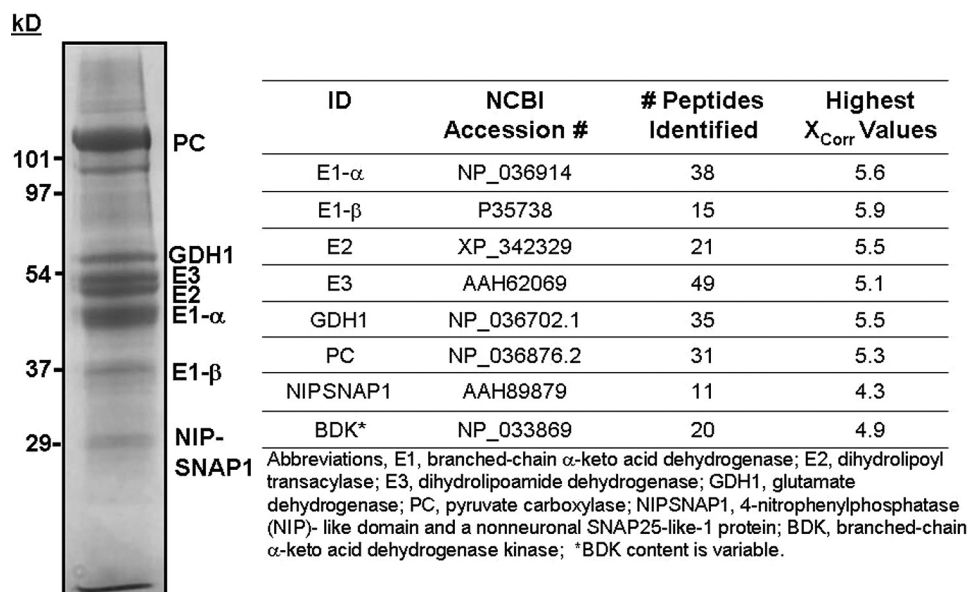 kD
101
97
54
37
29
PC
GDH1
E3
E2
E1-α
E1-β
NIP-
SNAP1
ID NCBI Accession # # Peptides Identified Highest XCorr Values
E1-α NP_036914 38 5.6
E1-β P35738 15 5.9
E2 XP_342329 21 5.5
E3 AAH62069 49 5.1
GDH1 NP_036702.1 35 5.5
PC NP_036876.2 31 5.3
NIPSNAP1 AAH89879 11 4.3
BDK* NP_033869 20 4.9
Abbreviations, E1, branched-chain α-keto acid dehydrogenase; E2, dihydrolipoyl
transacylase; E3, dihydrolipoamide dehydrogenase; GDH1, glutamate
dehydrogenase; PC, pyruvate carboxylase; NIPSNAP1, 4-nitrophenylphosphatase
(NIP)- like domain and a nonneuronal SNAP25-like-1 protein; BDK, branched-chain
α-keto acid dehydrogenase kinase; *BDK content is variable.